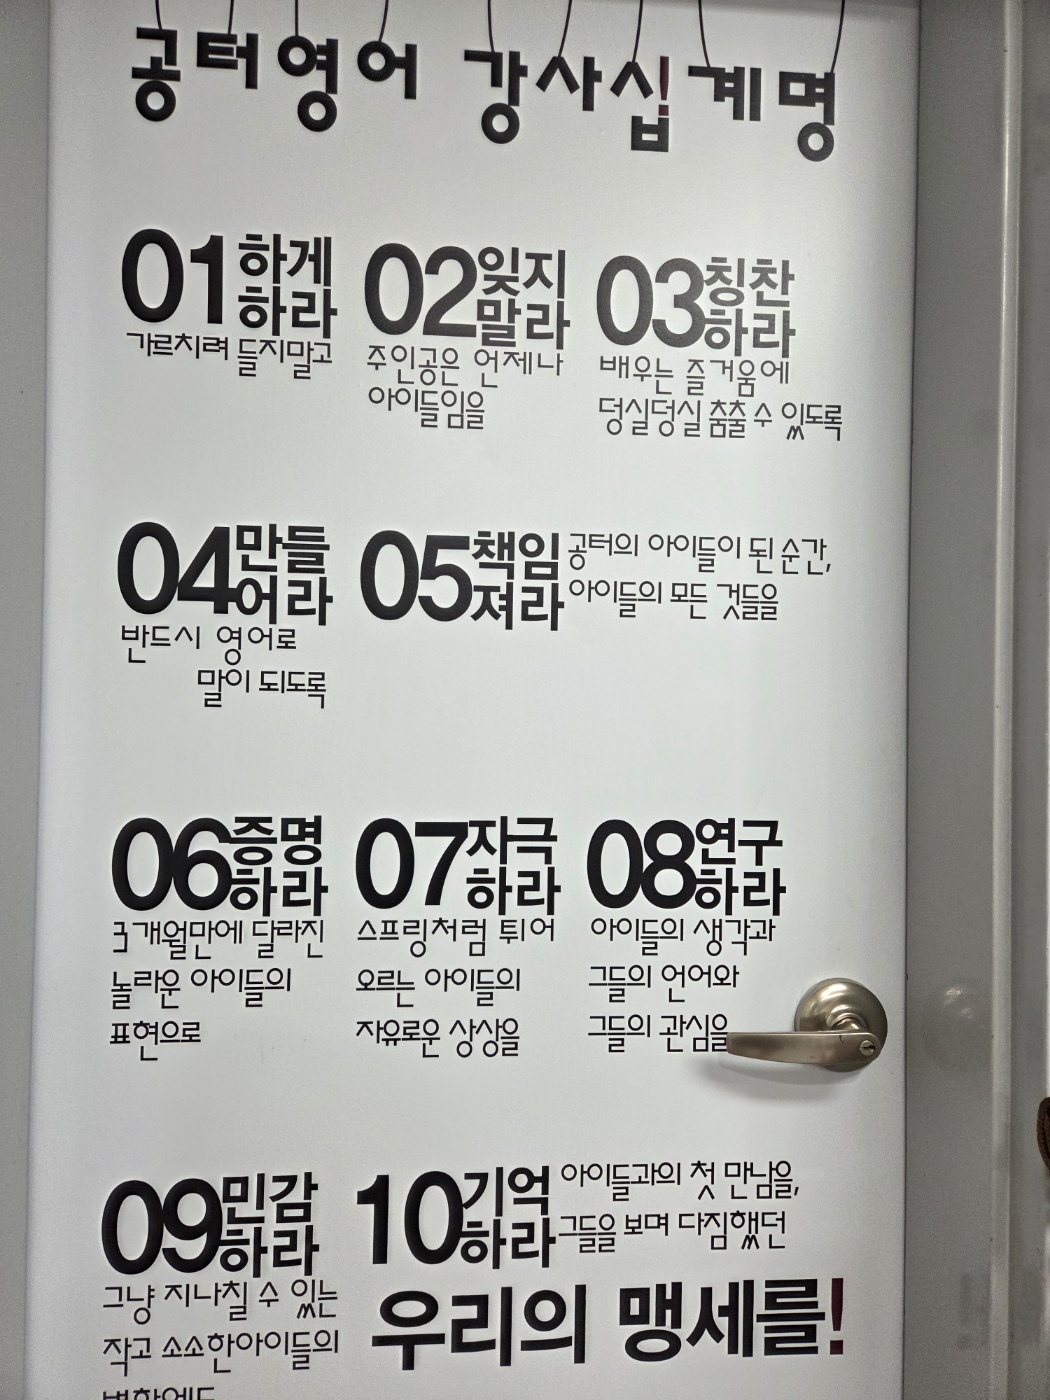 공터영어 강사십계명
01 하게
하라
가르치려 들지말고
02 잊지
말라
주인공은 언제나
아이들임을
03 칭찬
하라
배우는 즐거움에
덩실덩실 춤출 수 있도록
04 만들
어라
반드시 영어로
말이 되도록
05 책임
져라
공터의 아이들이 된 순간,
아이들의 모든 것들을
06 증명
하라
3개월만에 달라진
놀라운 아이들의
표현으로
07 자극
하라
스프링처럼 튀어
오르는 아이들의
자유로운 상상을
08 연구
하라
아이들의 생각과
그들의 언어와
그들의 관심을
09 민감
하라
그냥 지나칠 수 있는
작고 소소한아이들의
10 기억
하라
아이들과의 첫 만남을,
그들을 보며 다짐했던
우리의 맹세를!